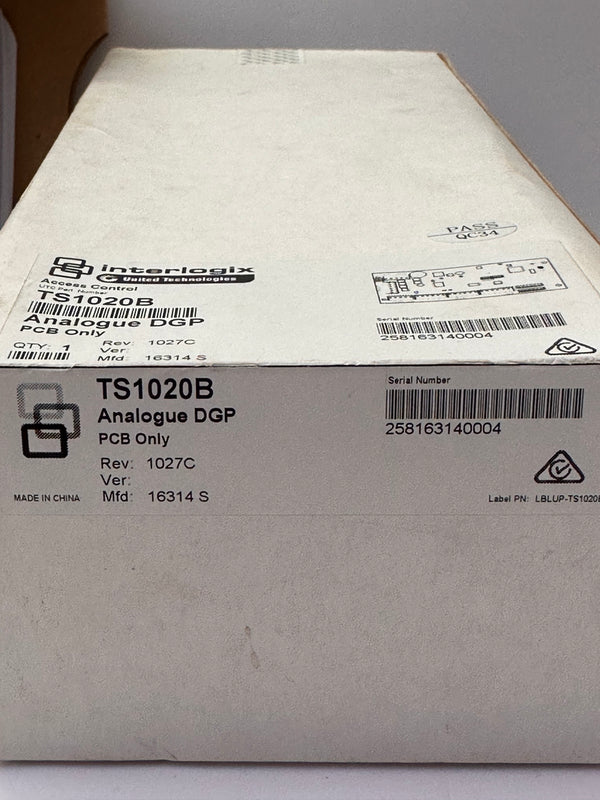 PASS
QC34
interlogix
United Technologies
Access Control
UTC Part Number
TS1020B
Analogue DGP
PCB Only
QTY: 1
Rev: 1027C
Ver:
Mfd: 16314 S
Serial Number
258163140004
TS1020B
Analogue DGP
PCB Only
Rev: 1027C
Ver:
Mfd: 16314 S
MADE IN CHINA
Serial Number
258163140004
Label PN: LBLUP-TS1020B